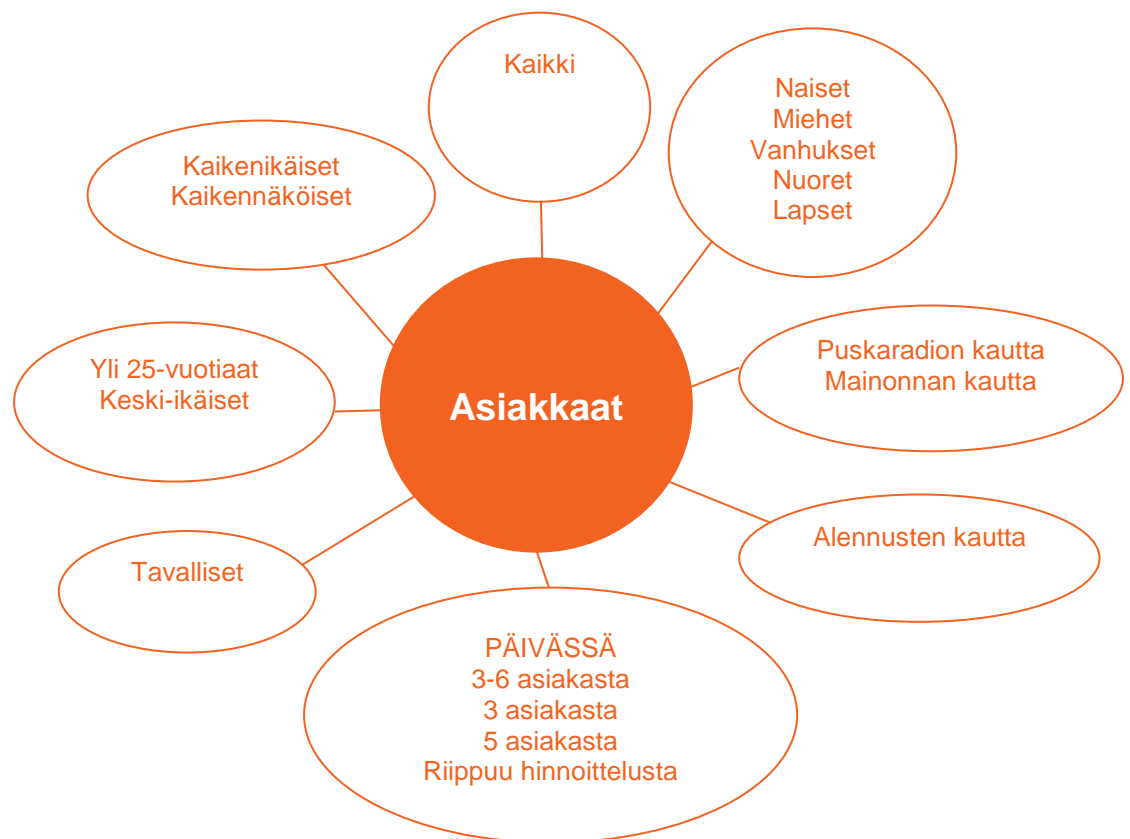 Kaikki
Naiset
Miehet
Vanhukset
Nuoret
Lapset
Kaikenikäiset
Kaikennäköiset
Puskaradion kautta
Mainonnan kautta
Yli 25-vuotiaat
Keski-ikäiset
Asiakkaat
Alennusten kautta
Tavalliset
PÄIVÄSSÄ
3-6 asiakasta
3 asiakasta
5 asiakasta
Riippuu hinnoittelusta